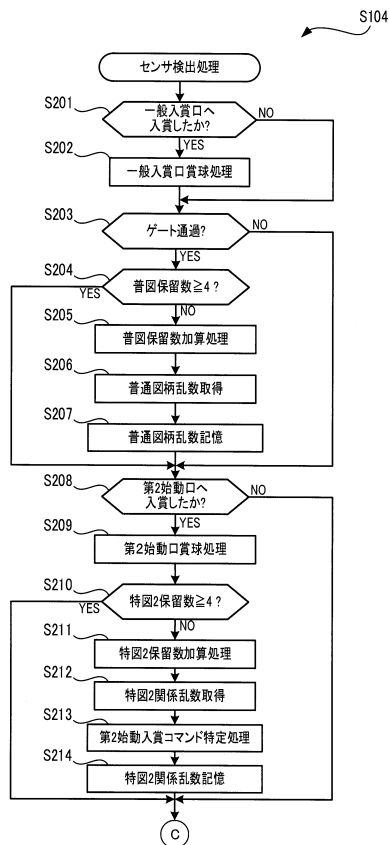 S104
センサ検出処理
S201
一般入賞口へ
入賞したか?
NO
YES
S202
一般入賞口賞球処理
S203
ゲート通過?
NO
YES
S204
普図保留数≧4?
YES
NO
S205
普図保留数加算処理
S206
普通図柄乱数取得
S207
普通図柄乱数記憶
S208
第2始動口へ
入賞したか?
NO
YES
S209
第2始動口賞球処理
S210
特図2保留数≧4?
YES
NO
S211
特図2保留数加算処理
S212
特図2関係乱数取得
S213
第2始動入賞コマンド特定処理
S214
特図2関係乱数記憶
C